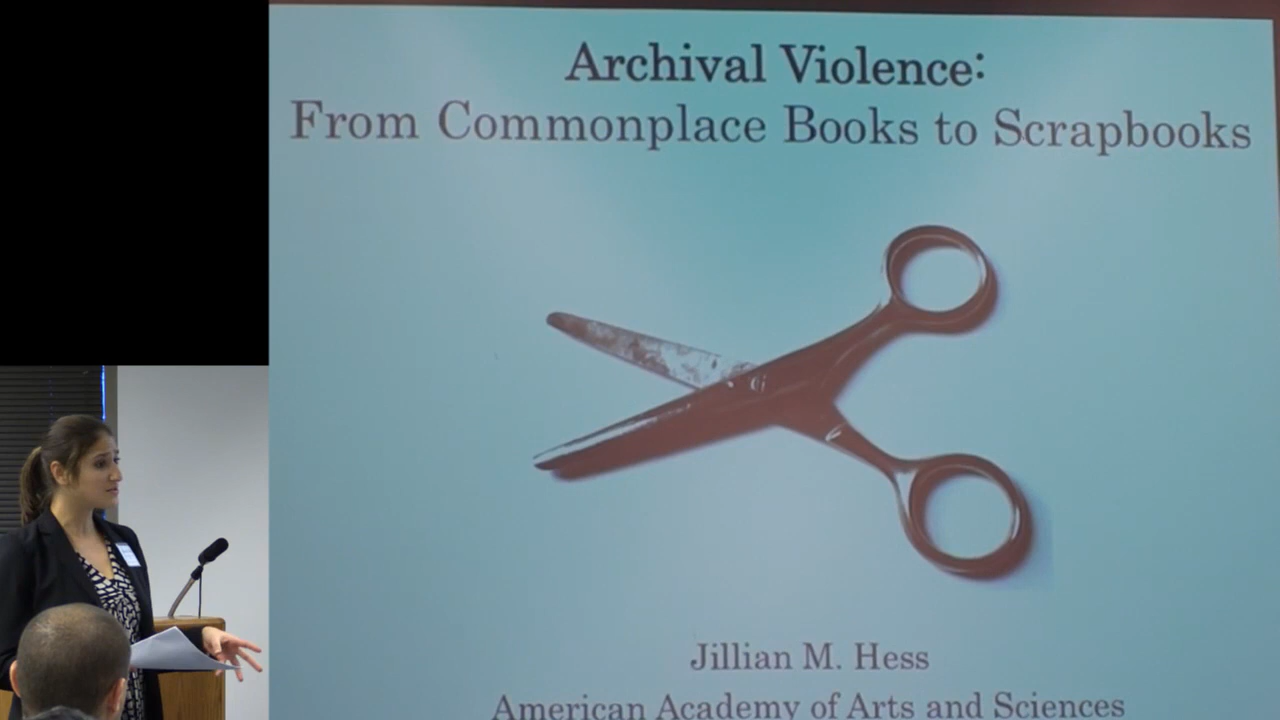 Archival Violence:
From Commonplace Books to Scrapbooks
Jillian M. Hess
American Academy of Arts and Sciences